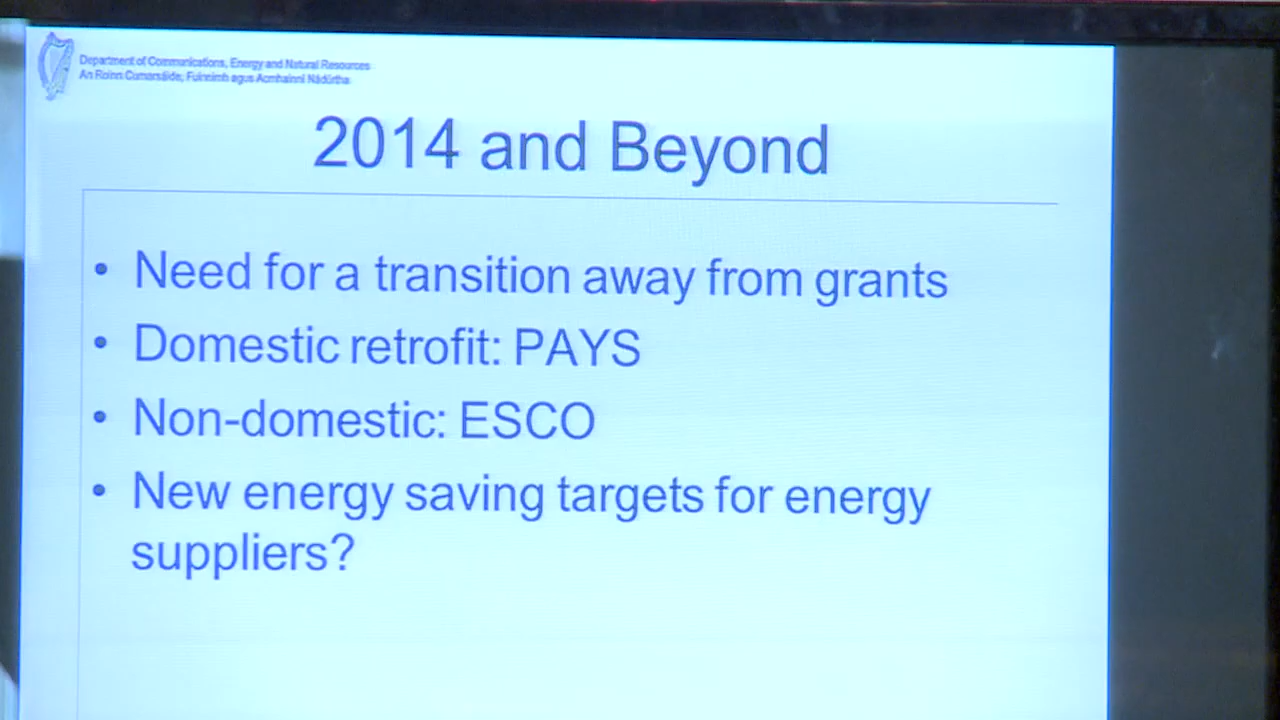 Department of Communications, Energy and Natural Resources
An Roinn Cumarsáide, Fuinnimh agus Acmhainní Nádúrtha
2014 and Beyond
• Need for a transition away from grants
• Domestic retrofit: PAYS
• Non-domestic: ESCO
• New energy saving targets for energy
suppliers?